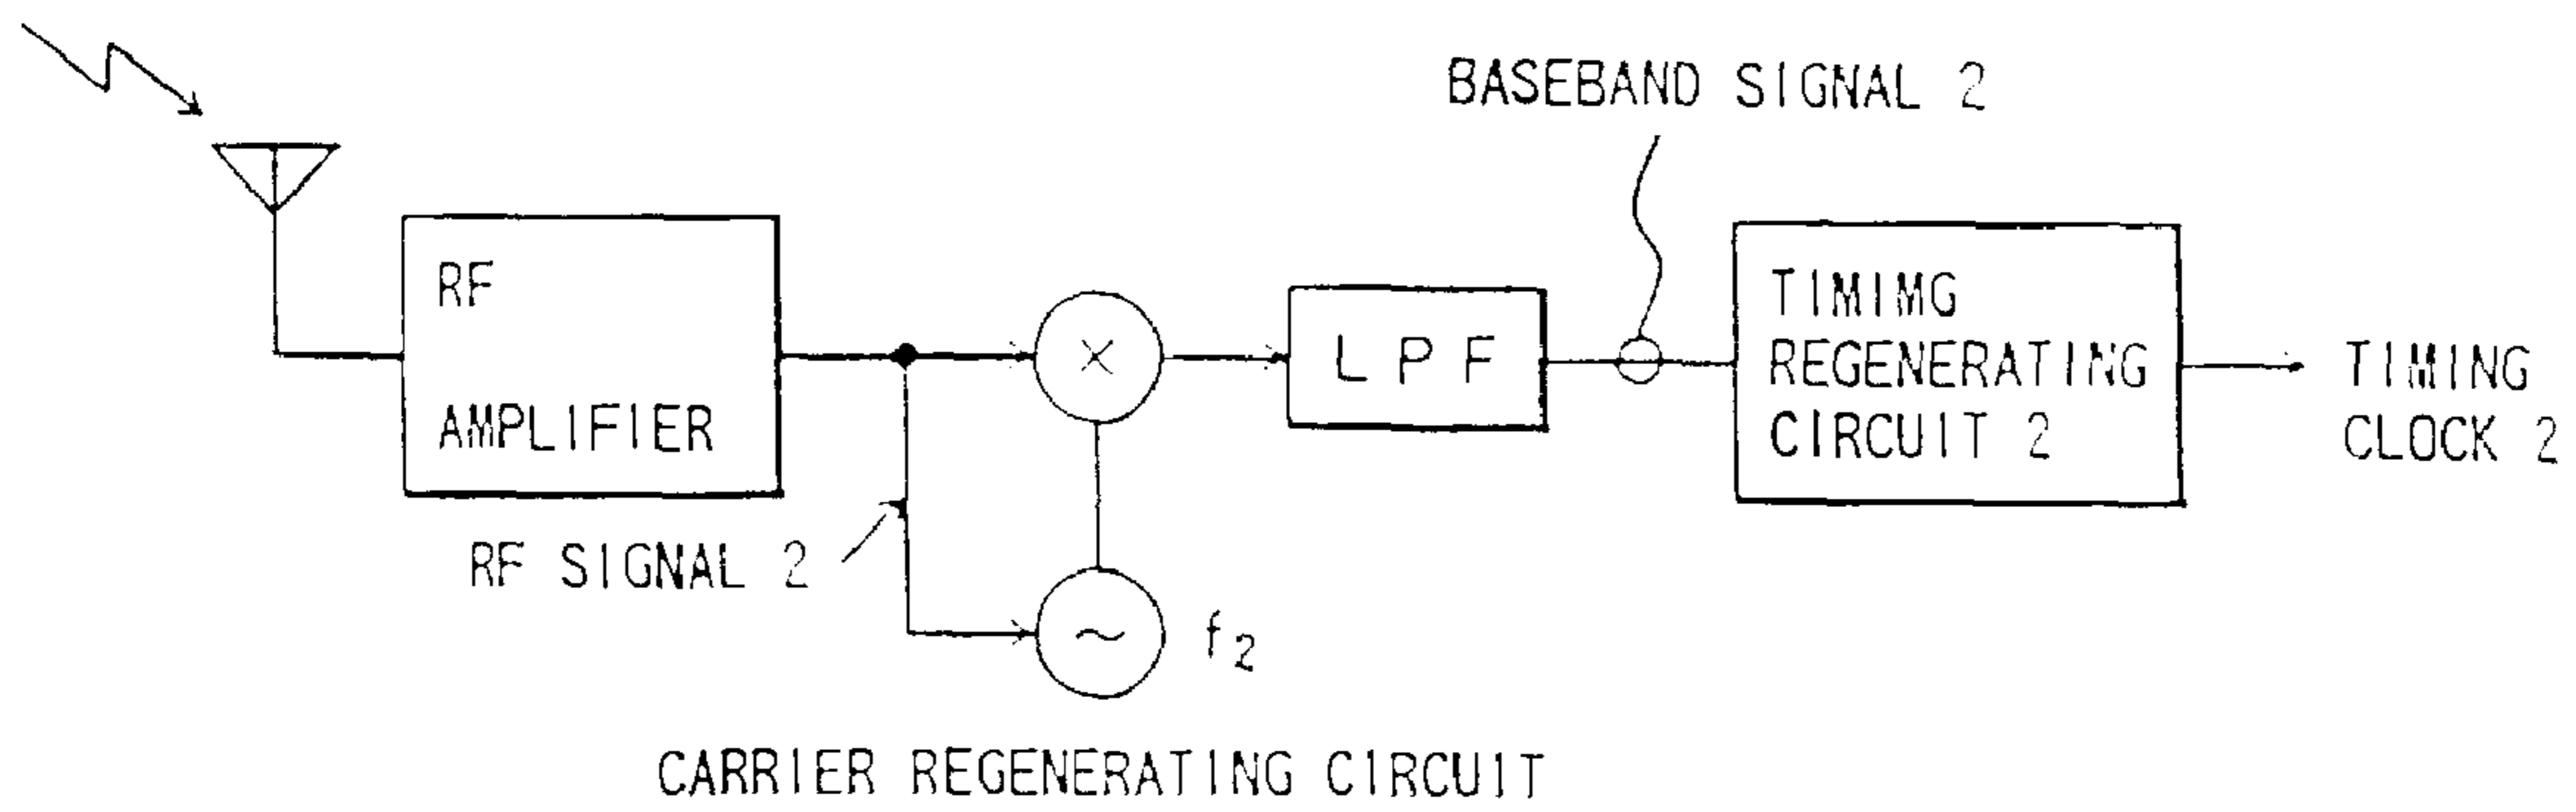 BASEBAND SIGNAL 2
RF
AMPLIFIER
×
LPF
TIMIMG
REGENERATING
CIRCUIT 2
TIMING
CLOCK 2
RF SIGNAL 2
~
f2
CARRIER REGENERATING CIRCUIT